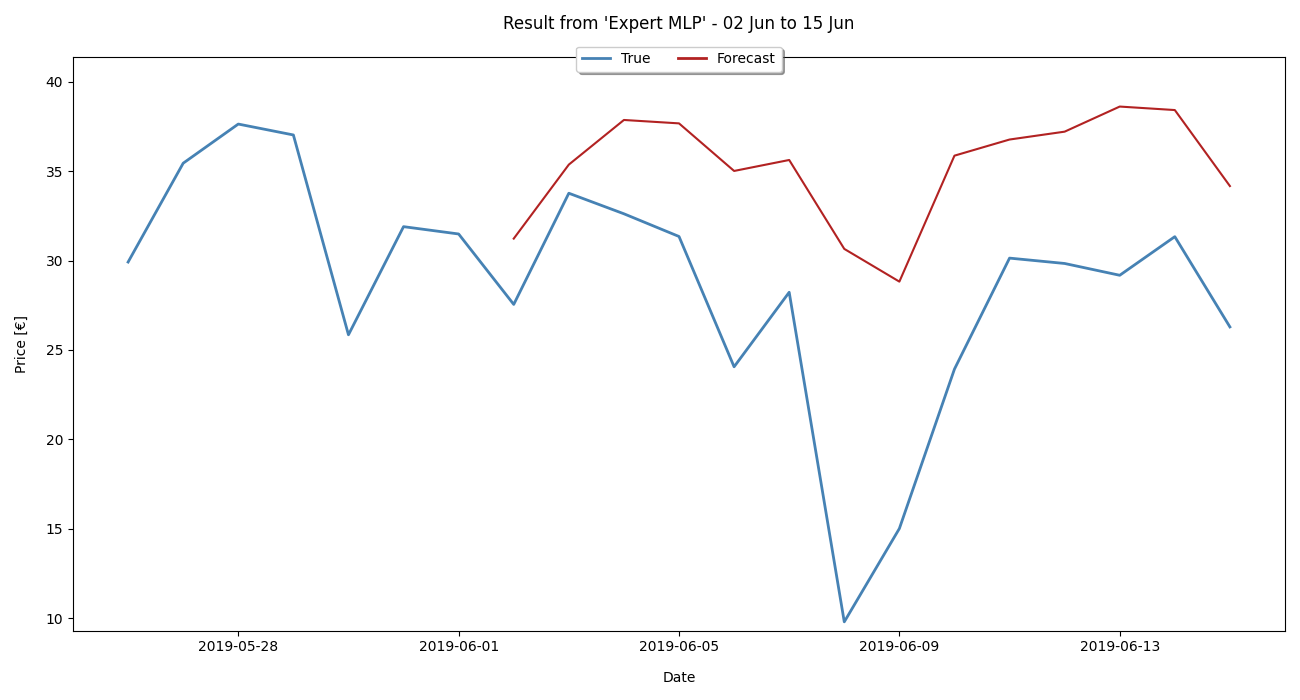 Result from 'Expert MLP' - 02 Jun to 15 Jun
True Forecast
40
35
30
25
20
15
10
Price [€]
2019-05-28 2019-06-01 2019-06-05 2019-06-09 2019-06-13
Date